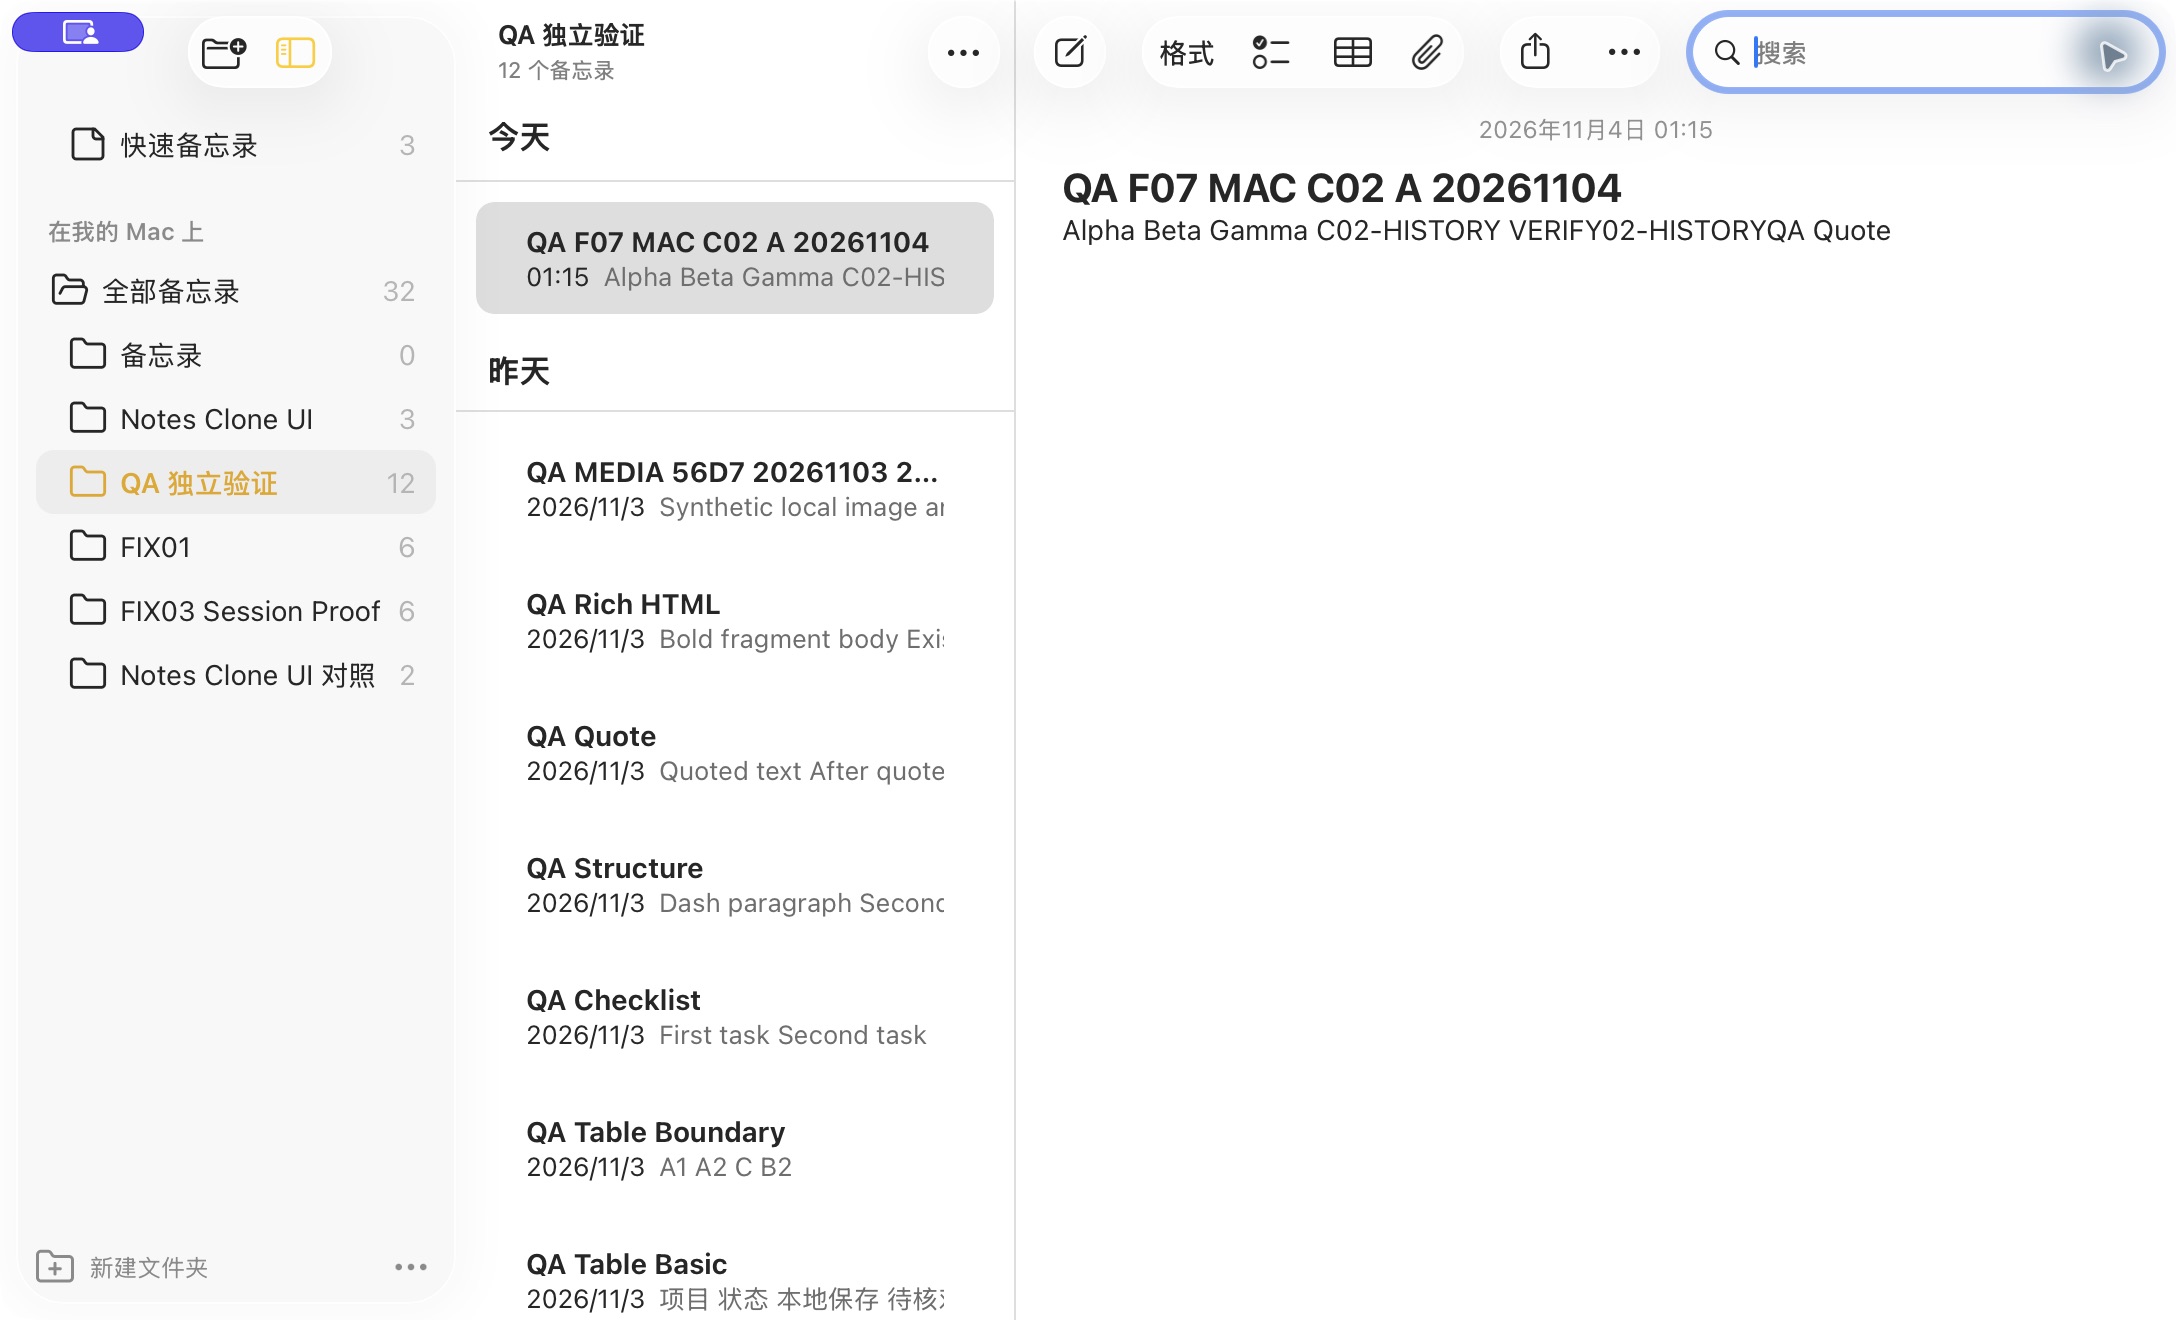 快速备忘录 3
在我的 Mac 上
全部备忘录 32
备忘录 0
Notes Clone UI 3
QA 独立验证 12
FIX01 6
FIX03 Session Proof 6
Notes Clone UI 对照 2
新建文件夹
QA 独立验证
12 个备忘录
今天
QA F07 MAC C02 A 20261104
01:15 Alpha Beta Gamma C02-HIS
昨天
QA MEDIA 56D7 20261103 2...
2026/11/3 Synthetic local image ar
QA Rich HTML
2026/11/3 Bold fragment body Exi
QA Quote
2026/11/3 Quoted text After quote
QA Structure
2026/11/3 Dash paragraph Second
QA Checklist
2026/11/3 First task Second task
QA Table Boundary
2026/11/3 A1 A2 C B2
QA Table Basic
2026/11/3 项目 状态 本地保存 待核
格式
搜索
2026年11月4日 01:15
QA F07 MAC C02 A 20261104
Alpha Beta Gamma C02-HISTORY VERIFY02-HISTORYQA Quote